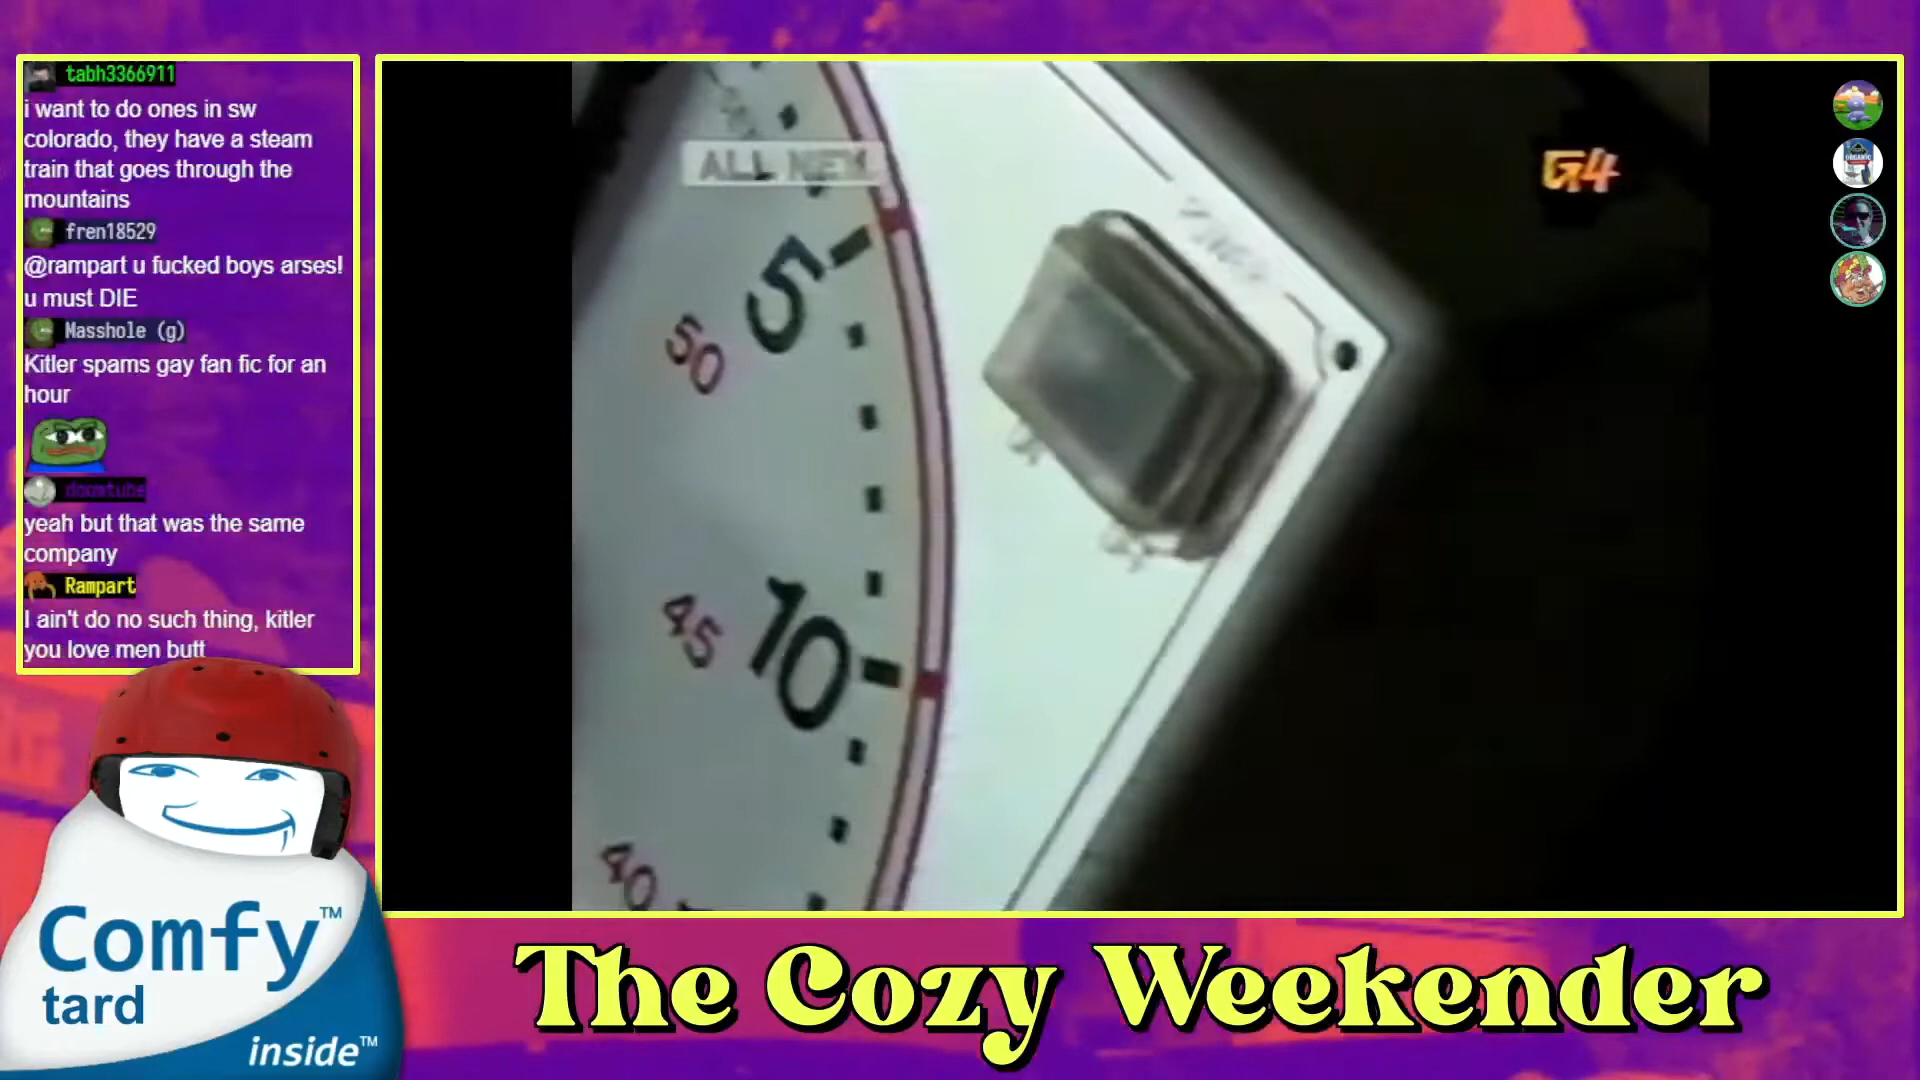 tabh3366911
i want to do ones in sw
colorado, they have a steam
train that goes through the
mountains
fren18529
@rampart u fucked boys arses!
u must DIE
Masshole (g)
Kitler spams gay fan fic for an
hour
doomtube
yeah but that was the same
company
Rampart
I ain't do no such thing, kitler
you love men butt
ALL NEW
G4
5
50
10
45
40
ORGANIC
Comfy™
tard
inside™
The Cozy Weekender